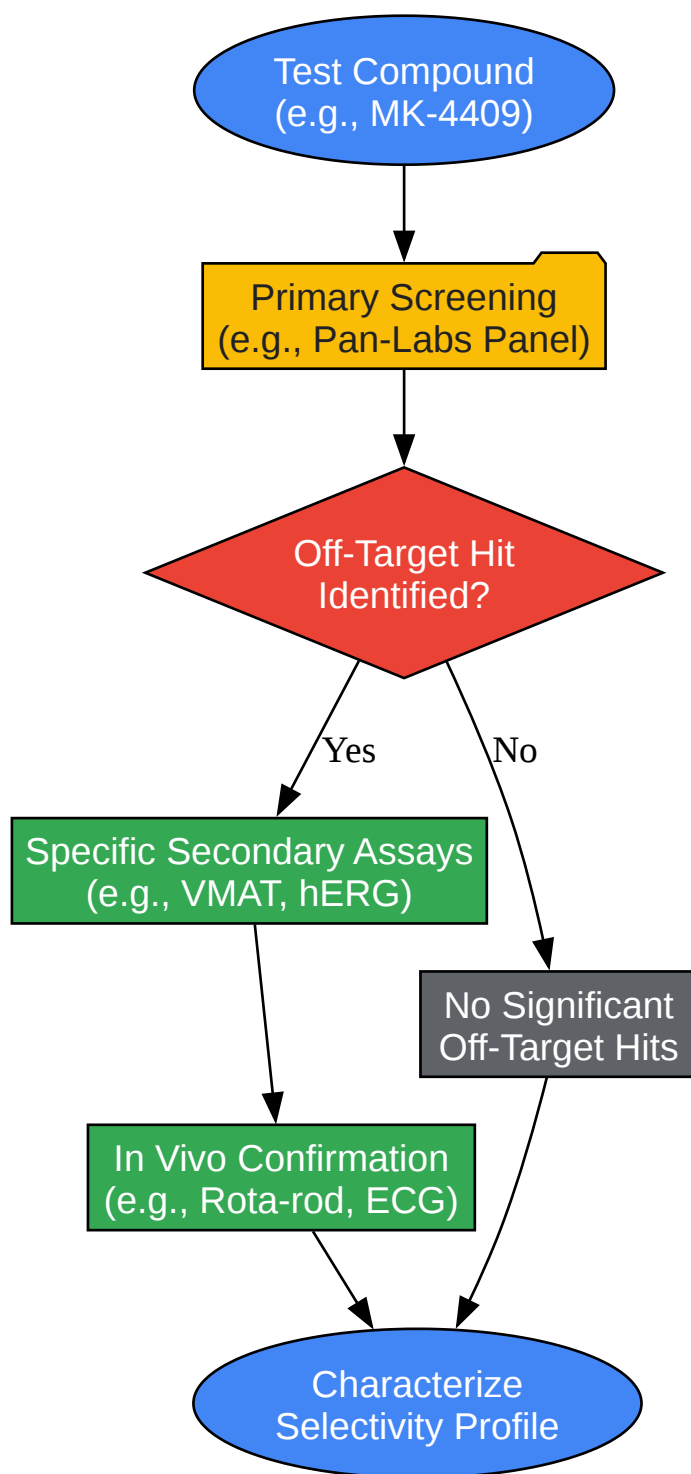 Test Compound
(e.g., MK-4409)
Primary Screening
(e.g., Pan-Labs Panel)
Off-Target Hit
Identified?
Yes
No
Specific Secondary Assays
(e.g., VMAT, hERG)
No Significant
Off-Target Hits
In Vivo Confirmation
(e.g., Rota-rod, ECG)
Characterize
Selectivity Profile